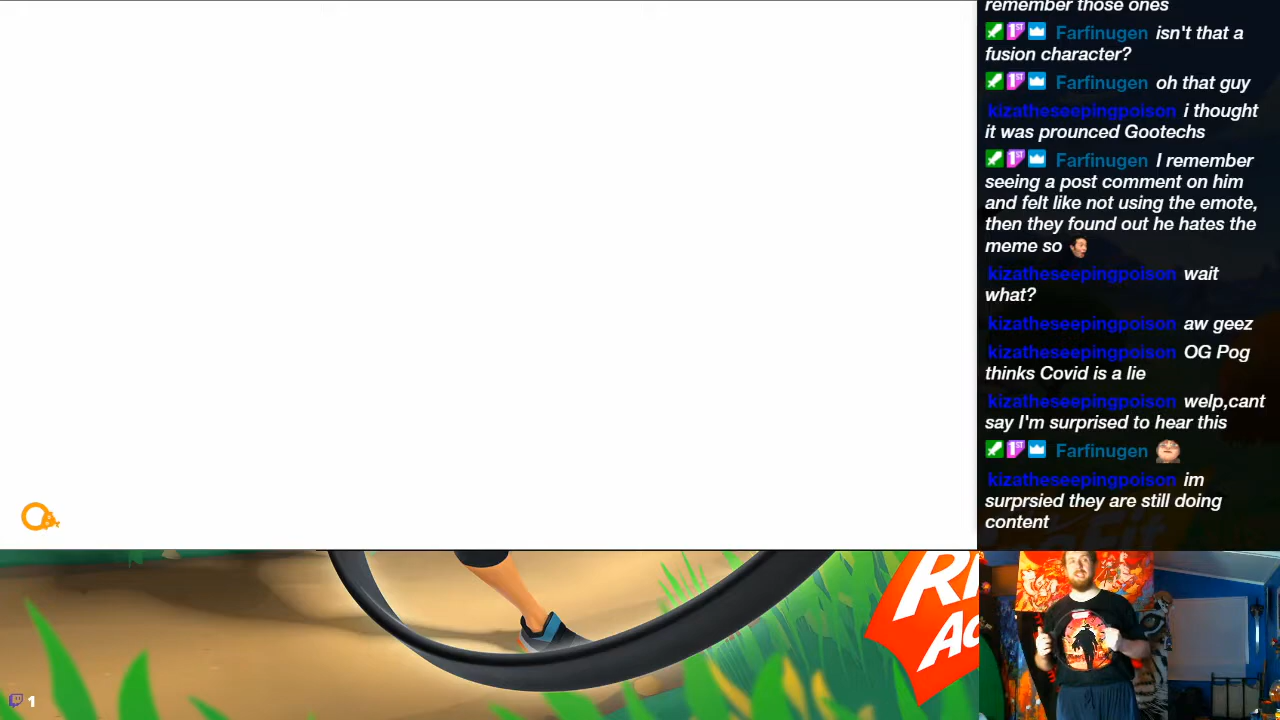 remember those ones
Farfinugen isn't that a
fusion character?
Farfinugen oh that guy
kizatheseepingpoison i thought
it was prounced Gootechs
Farfinugen I remember
seeing a post comment on him
and felt like not using the emote,
then they found out he hates the
meme so
kizatheseepingpoison wait
what?
kizatheseepingpoison aw geez
kizatheseepingpoison OG Pog
thinks Covid is a lie
kizatheseepingpoison welp,cant
say I'm surprised to hear this
Farfinugen
kizatheseepingpoison im
surprsied they are still doing
content
1